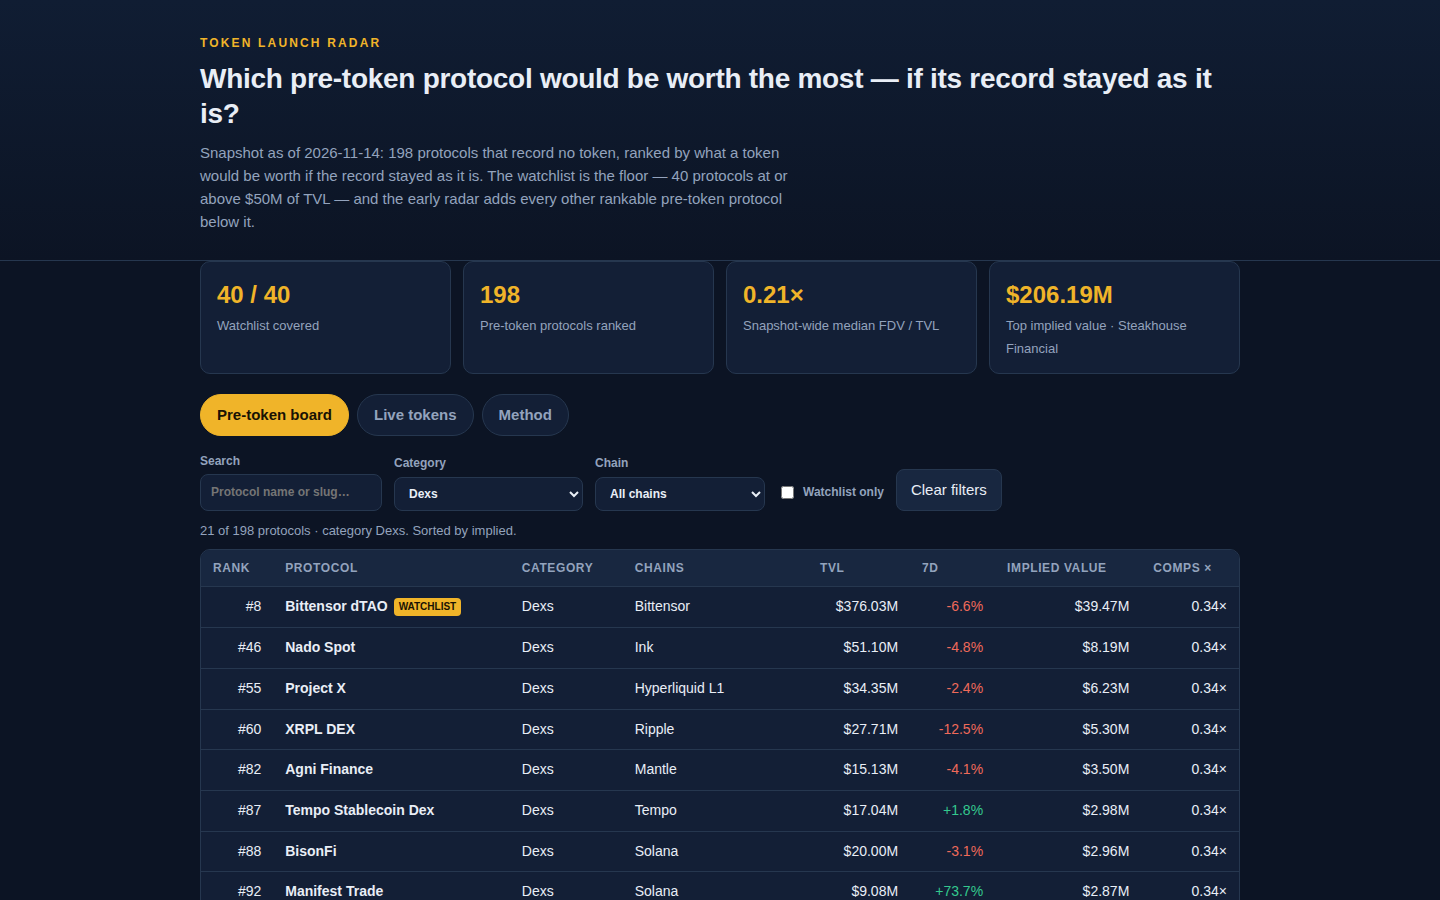 TOKEN LAUNCH RADAR
Which pre-token protocol would be worth the most — if its record stayed as it
is?
Snapshot as of 2026-11-14: 198 protocols that record no token, ranked by what a token
would be worth if the record stayed as it is. The watchlist is the floor — 40 protocols at or
above $50M of TVL — and the early radar adds every other rankable pre-token protocol
below it.
40 / 40
Watchlist covered
198
Pre-token protocols ranked
0.21×
Snapshot-wide median FDV / TVL
$206.19M
Top implied value · Steakhouse
Financial
Pre-token board Live tokens Method
Search Category Chain
Protocol name or slug… Dexs All chains Watchlist only Clear filters
21 of 198 protocols · category Dexs. Sorted by implied.
RANK PROTOCOL CATEGORY CHAINS TVL 7D IMPLIED VALUE COMPS ×
#8 Bittensor dTAO WATCHLIST Dexs Bittensor $376.03M -6.6% $39.47M 0.34×
#46 Nado Spot Dexs Ink $51.10M -4.8% $8.19M 0.34×
#55 Project X Dexs Hyperliquid L1 $34.35M -2.4% $6.23M 0.34×
#60 XRPL DEX Dexs Ripple $27.71M -12.5% $5.30M 0.34×
#82 Agni Finance Dexs Mantle $15.13M -4.1% $3.50M 0.34×
#87 Tempo Stablecoin Dex Dexs Tempo $17.04M +1.8% $2.98M 0.34×
#88 BisonFi Dexs Solana $20.00M -3.1% $2.96M 0.34×
#92 Manifest Trade Dexs Solana $9.08M +73.7% $2.87M 0.34×